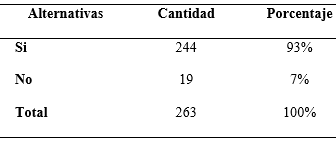 Alternativas Cantidad Porcentaje
Si 244 93%
No 19 7%
Total 263 100%